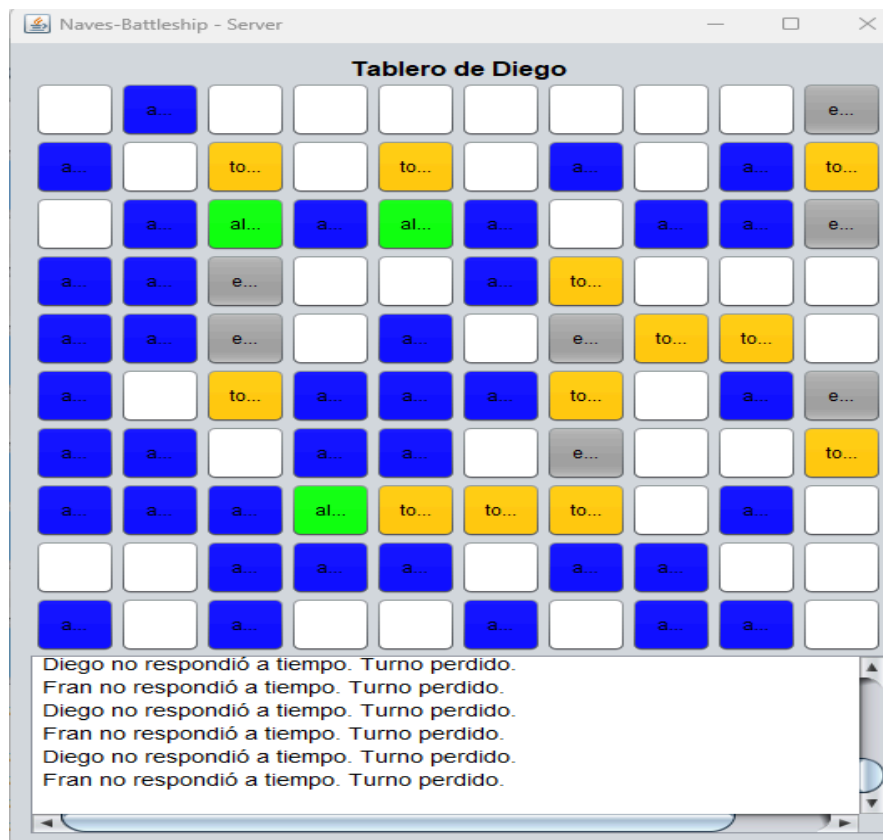 Naves-Battleship - Server
Tablero de Diego
a... e...
a... to... to... a... a... to...
a... al... a... al... a... a... a... e...
a... a... e... a... to...
a... a... e... a... e... to... to...
a... to... a... a... a... to... a... e...
a... a... a... a... e... to...
a... a... a... al... to... to... to... a...
a... a... a... a... a...
a... a... a... a... a...
Diego no respondió a tiempo. Turno perdido.
Fran no respondió a tiempo. Turno perdido.
Diego no respondió a tiempo. Turno perdido.
Fran no respondió a tiempo. Turno perdido.
Diego no respondió a tiempo. Turno perdido.
Fran no respondió a tiempo. Turno perdido.